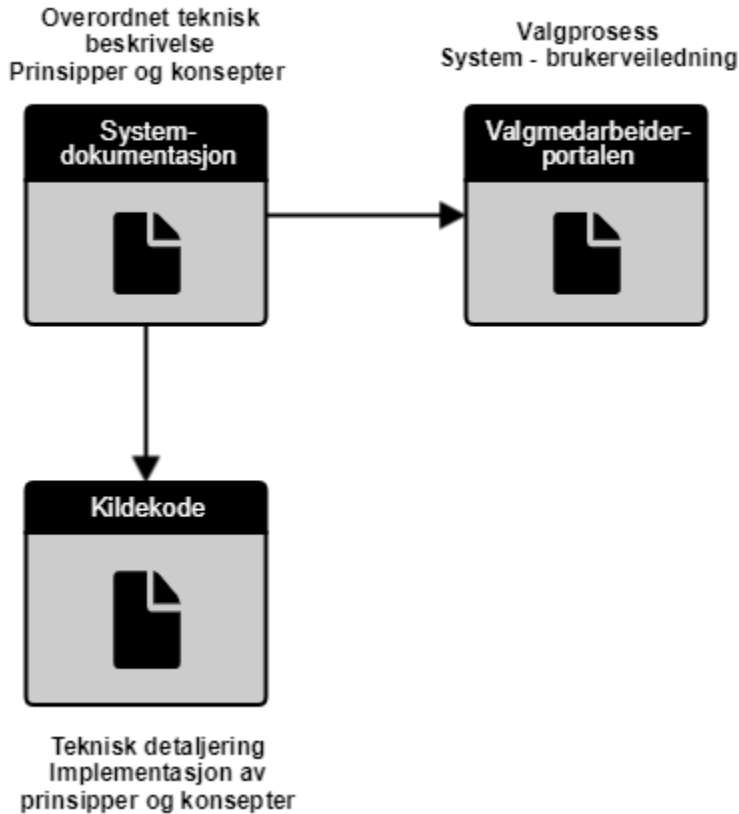 Overordnet teknisk
beskrivelse
Prinsipper og konsepter
Valgprosess
System - brukerveiledning
System-
dokumentasjon
Valgmedarbeider-
portalen
Kildekode
Teknisk detaljering
Implementasjon av
prinsipper og konsepter